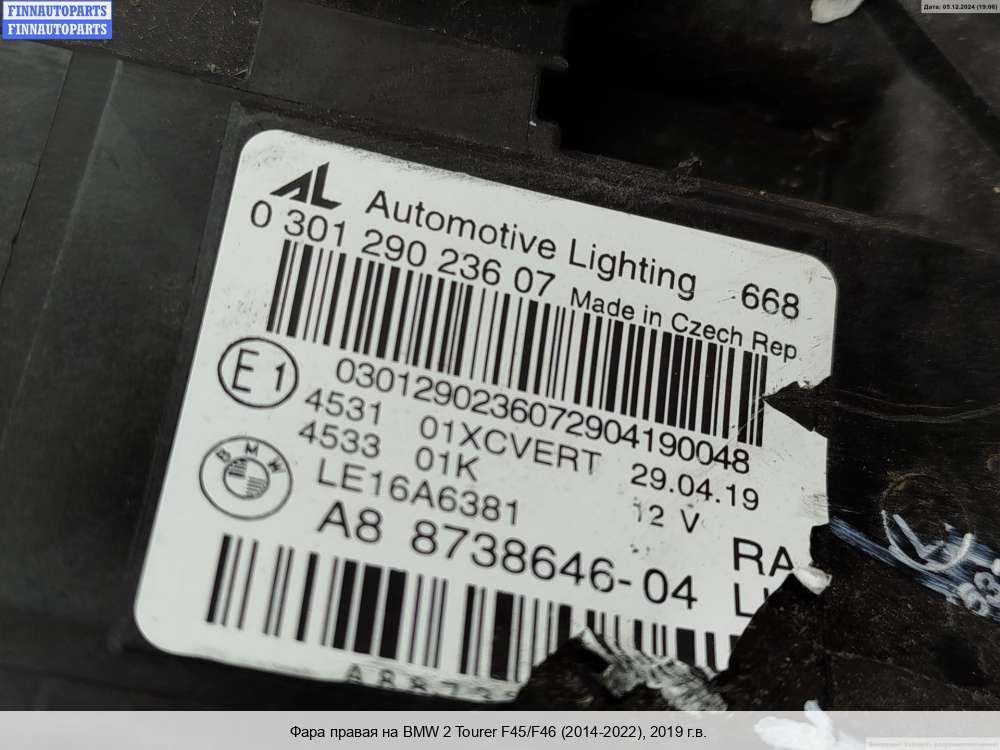 FINNAUTOPARTS
FINNAUTOPARTS
Дата: 05.12.2024 (19:06)
AL Automotive Lighting 668
0 301 290 236 07 Made in Czech Rep
0301290236072904190048
E1 4531 01XCVERT 29.04.19
4533 01K 12 V
BMW LE16A6381
A8 8738646-04 RA
Фара правая на BMW 2 Tourer F45/F46 (2014-2022), 2019 г.в.